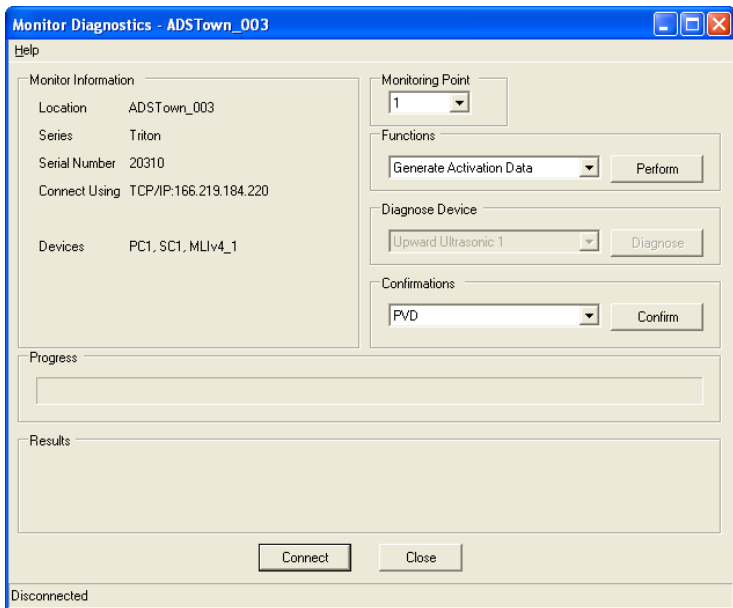 Monitor Diagnostics - ADSTown_003
Help
Monitor Information
Location ADSTown_003
Series Triton
Serial Number 20310
Connect Using TCP/IP:166.219.184.220
Devices PC1, SC1, MLIv4_1
Monitoring Point
1
Functions
Generate Activation Data Perform
Diagnose Device
Upward Ultrasonic 1 Diagnose
Confirmations
PVD Confirm
Progress
Results
Connect Close
Disconnected